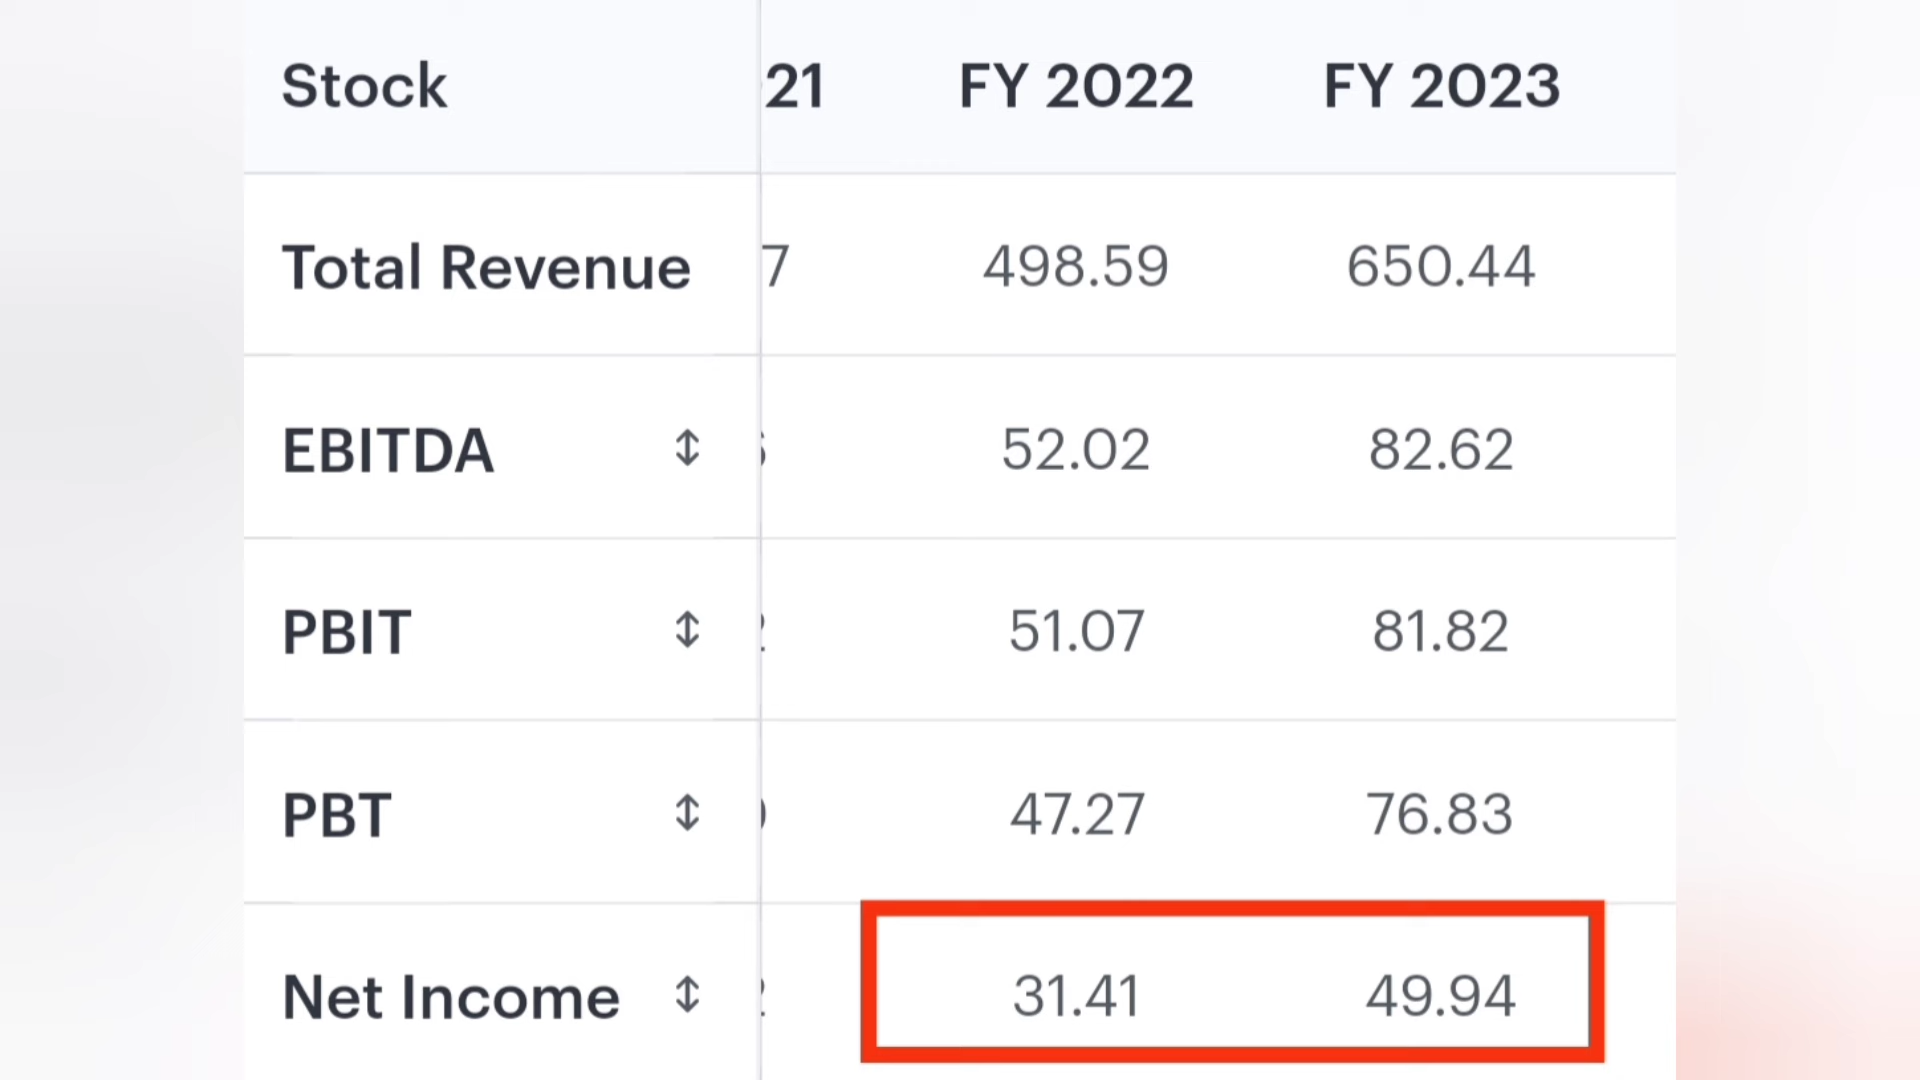 Stock 21 FY 2022 FY 2023
Total Revenue 7 498.59 650.44
EBITDA 52.02 82.62
PBIT 51.07 81.82
PBT 47.27 76.83
Net Income 31.41 49.94